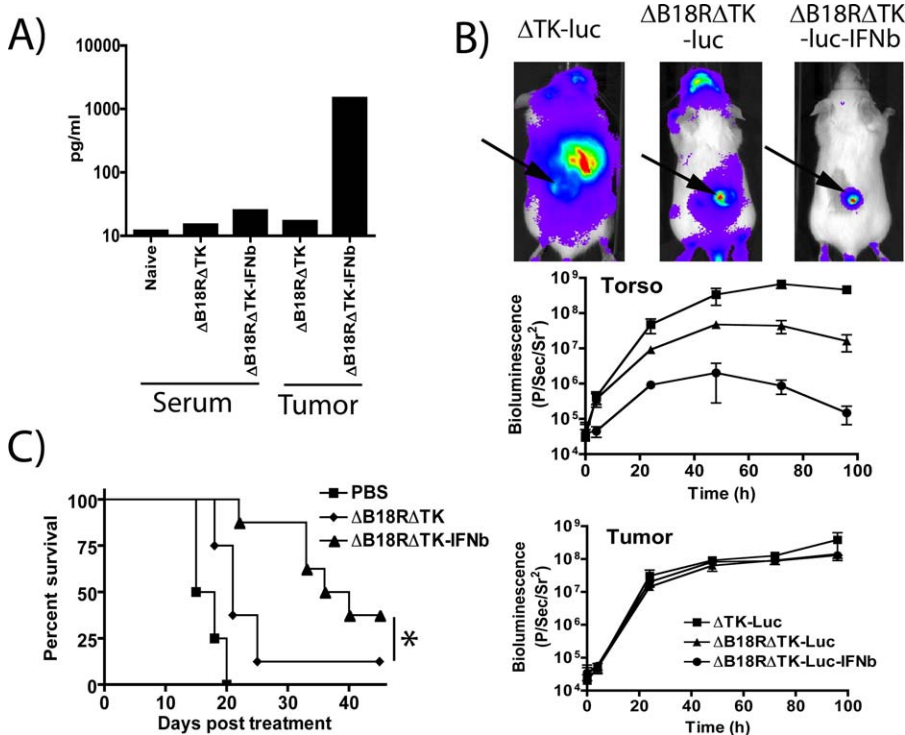 A)
10000
1000
100
10
pg/ml
Naive
ΔB18RΔTK
ΔB18RΔTK-IFNb
ΔB18RΔTK
ΔB18RΔTK-IFNb
Serum
Tumor
B)
ΔTK-luc
ΔB18RΔTK
-luc
ΔB18RΔTK
-luc-IFNb
Torso
Bioluminescence
(P/Sec/Sr²)
10⁹
10⁸
10⁷
10⁶
10⁵
10⁴
0 20 40 60 80 100
Time (h)
Tumor
Bioluminescence
(P/Sec/Sr²)
10⁹
10⁸
10⁷
10⁶
10⁵
10⁴
ΔTK-Luc
ΔB18RΔTK-Luc
ΔB18RΔTK-Luc-IFNb
0 20 40 60 80 100
Time (h)
C)
PBS
ΔB18RΔTK
ΔB18RΔTK-IFNb
Percent survival
100
75
50
25
0
*
0 10 20 30 40
Days post treatment